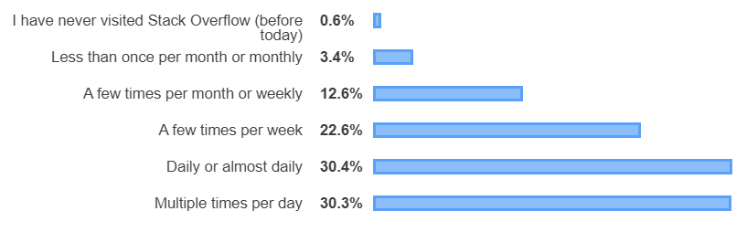 I have never visited Stack Overflow (before 0.6%
today)
Less than once per month or monthly 3.4%
A few times per month or weekly 12.6%
A few times per week 22.6%
Daily or almost daily 30.4%
Multiple times per day 30.3%